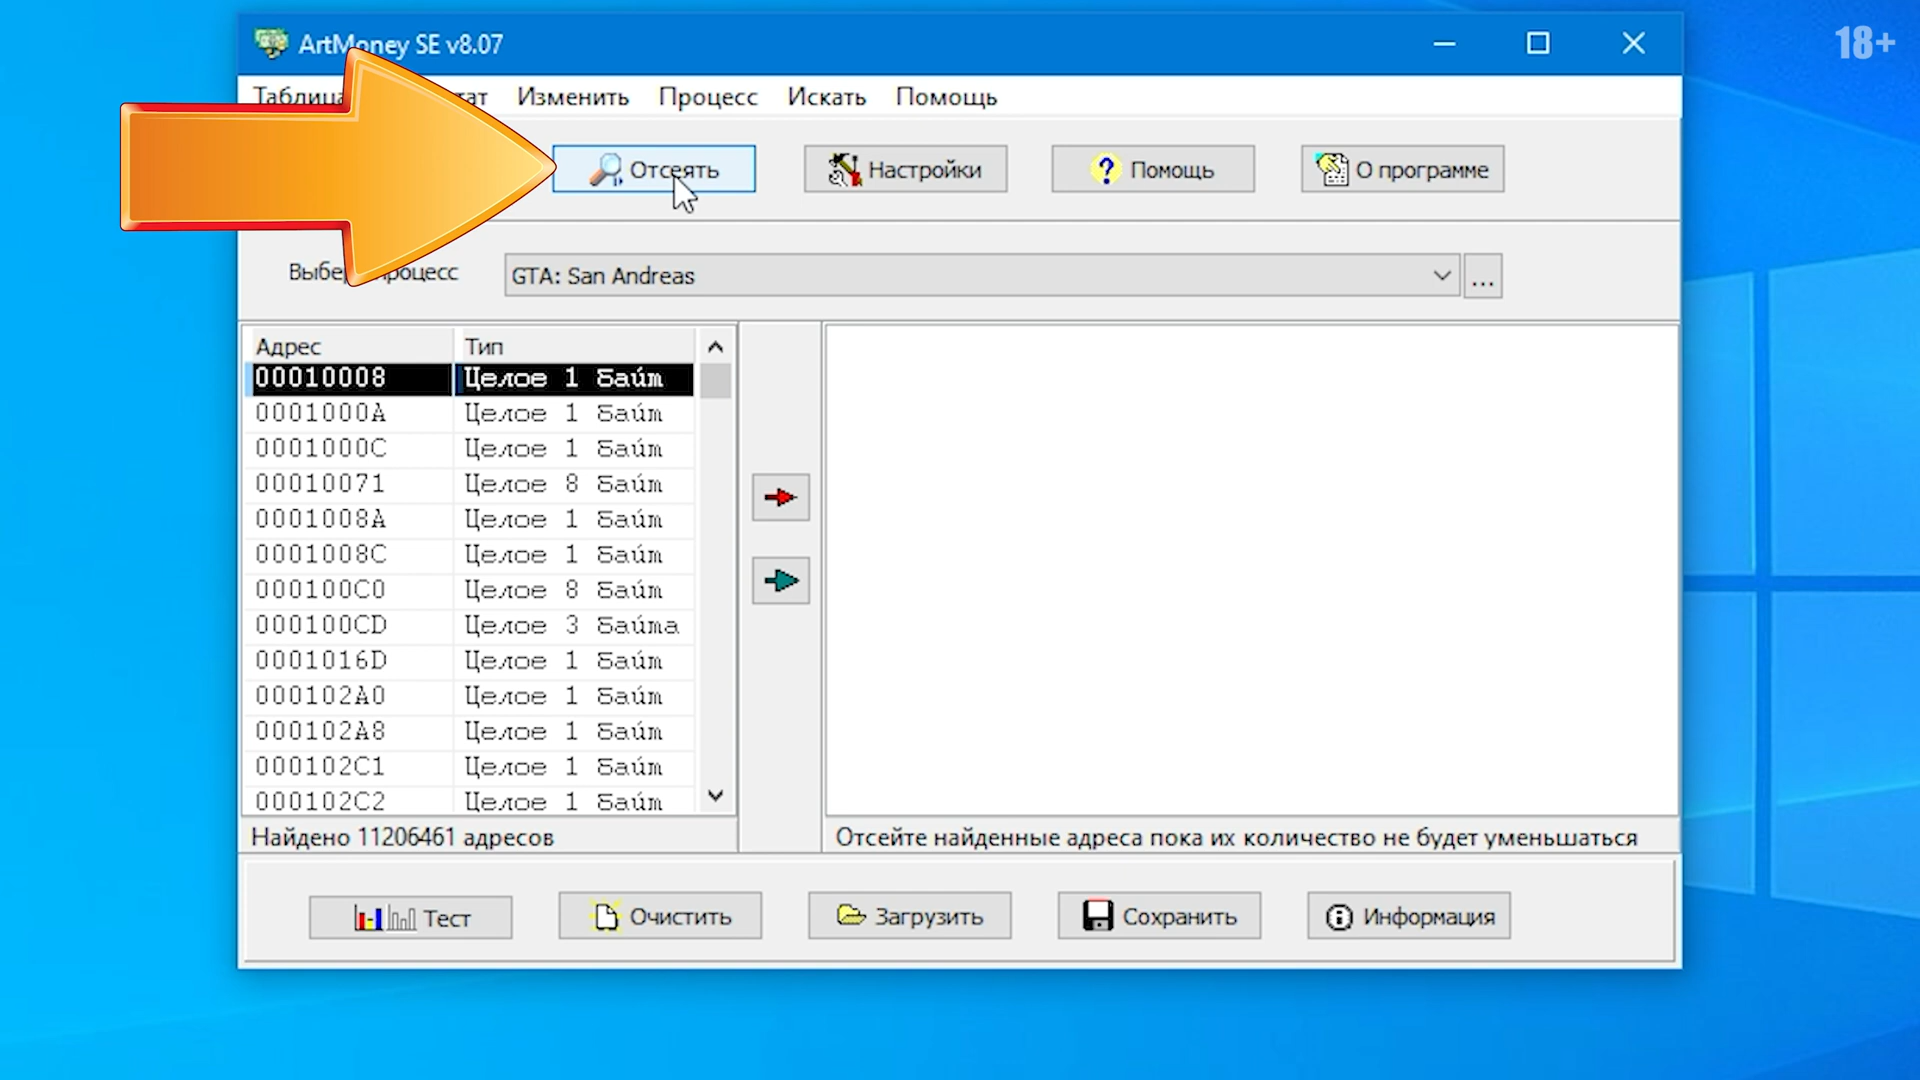 ArtMoney SE v8.07
18+
Таблица тат Изменить Процесс Искать Помощь
Отсеять Настройки Помощь О программе
Выбе процесс GTA: San Andreas ...
Адрес Тип
00010008 Целое 1 байт
0001000A Целое 1 байт
0001000C Целое 1 байт
00010071 Целое 8 байт
0001008A Целое 1 байт
0001008C Целое 1 байт
000100C0 Целое 8 байт
000100CD Целое 3 байта
0001016D Целое 1 байт
000102A0 Целое 1 байт
000102A8 Целое 1 байт
000102C1 Целое 1 байт
000102C2 Целое 1 байт
Найдено 11206461 адресов
Отсейте найденные адреса пока их количество не будет уменьшаться
Тест Очистить Загрузить Сохранить Информация